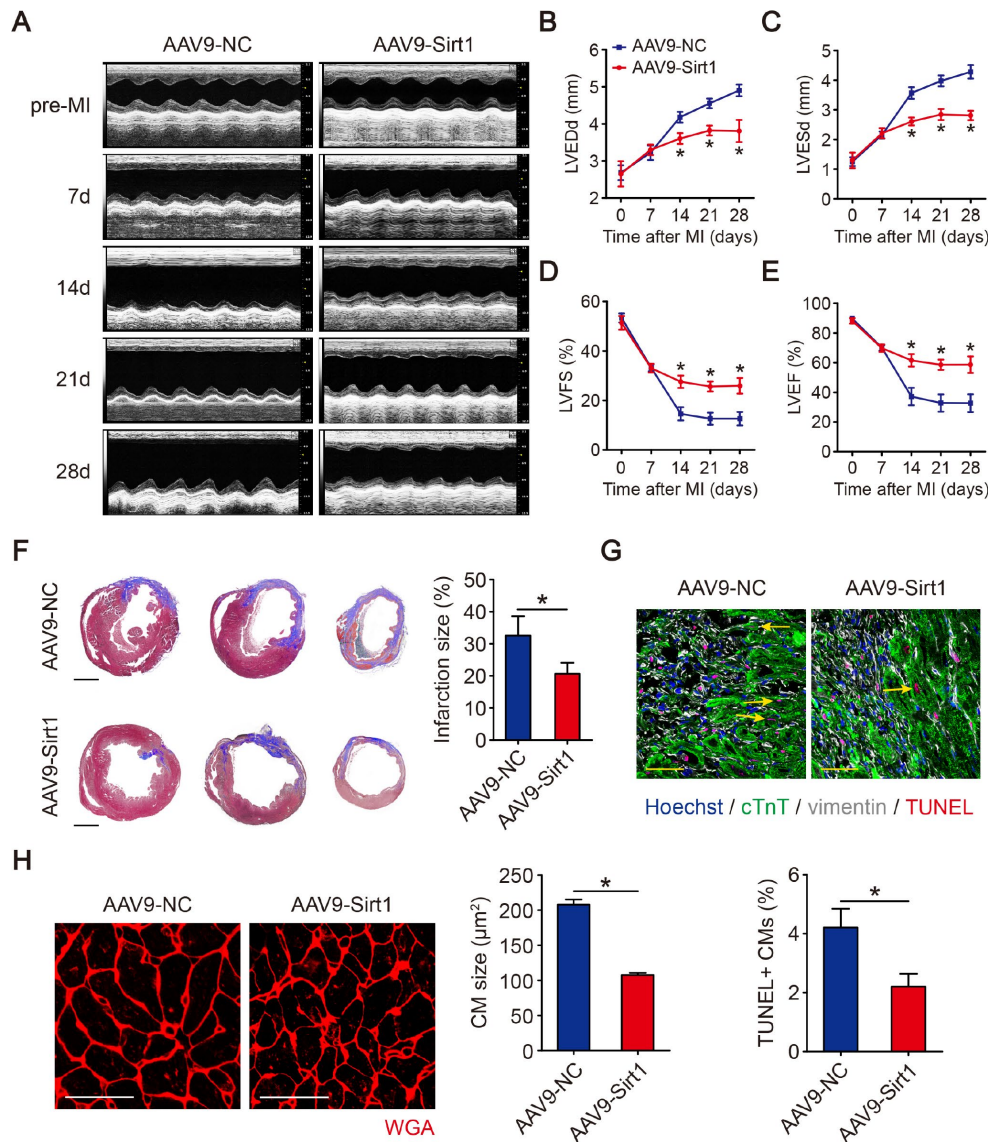 A
AAV9-NC
AAV9-Sirt1
pre-MI
7d
14d
21d
28d
B
AAV9-NC
AAV9-Sirt1
LVEDd (mm)
6
5
4
3
2
* * *
0 7 14 21 28
Time after MI (days)
C
LVESd (mm)
5
4
3
2
1
0
* * *
0 7 14 21 28
Time after MI (days)
D
LVFS (%)
60
40
20
0
* * *
0 7 14 21 28
Time after MI (days)
E
LVEF (%)
100
80
60
40
20
0
* * *
0 7 14 21 28
Time after MI (days)
F
AAV9-NC
AAV9-Sirt1
Infarction size (%)
50
40
30
20
10
0
*
AAV9-NC
AAV9-Sirt1
G
AAV9-NC
AAV9-Sirt1
Hoechst / cTnT / vimentin / TUNEL
H
AAV9-NC
AAV9-Sirt1
WGA
CM size (µm²)
250
200
150
100
50
0
*
AAV9-NC
AAV9-Sirt1
TUNEL + CMs (%)
6
4
2
0
*
AAV9-NC
AAV9-Sirt1